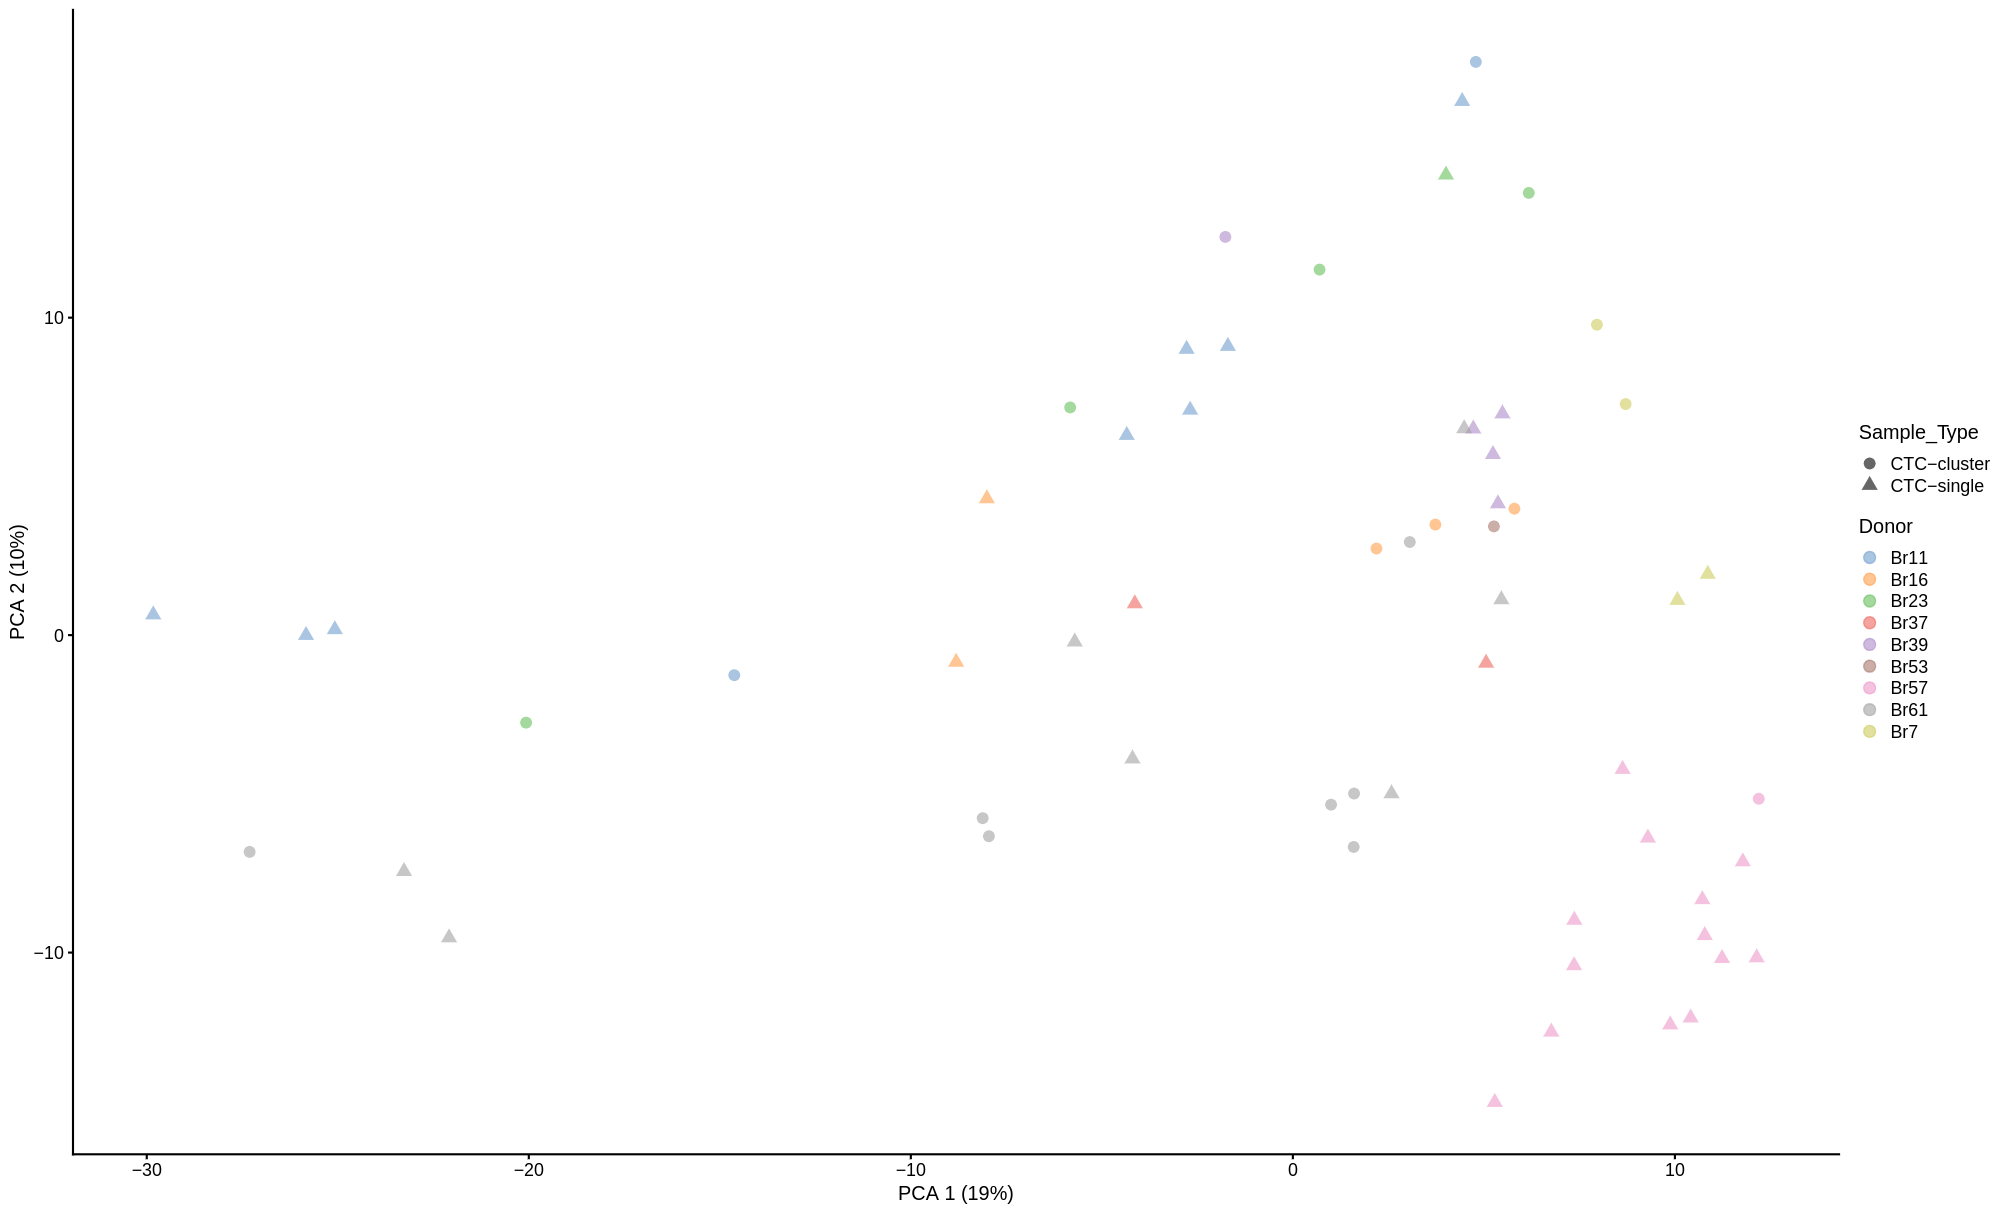 10
0
−10
−30
−20
−10
0
10
PCA 1 (19%)
PCA 2 (10%)
Sample_Type
CTC−cluster
CTC−single
Donor
Br11
Br16
Br23
Br37
Br39
Br53
Br57
Br61
Br7